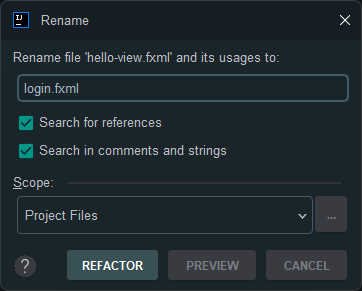 IJ
Rename
Rename file 'hello-view.fxml' and its usages to:
login.fxml
Search for references
Search in comments and strings
Scope:
Project Files
...
?
REFACTOR
PREVIEW
CANCEL